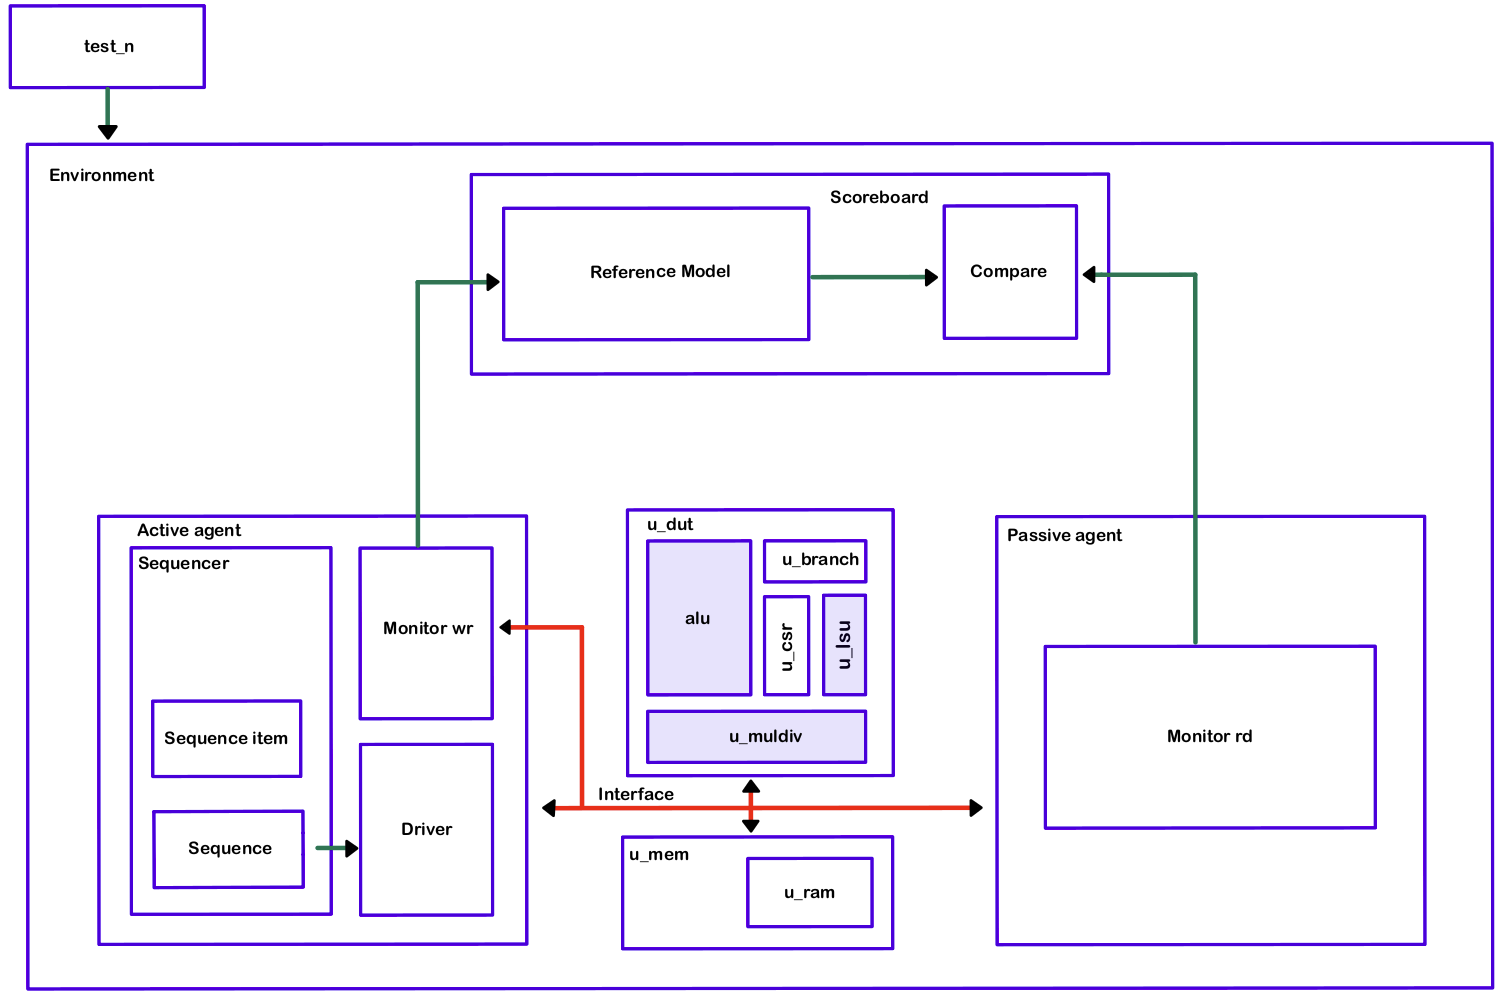 test_n
Environment
Scoreboard
Reference Model
Compare
Active agent
Sequencer
Monitor wr
Sequence item
Sequence
Driver
u_dut
alu
u_branch
u_csr
u_lsu
u_muldiv
Interface
u_mem
u_ram
Passive agent
Monitor rd